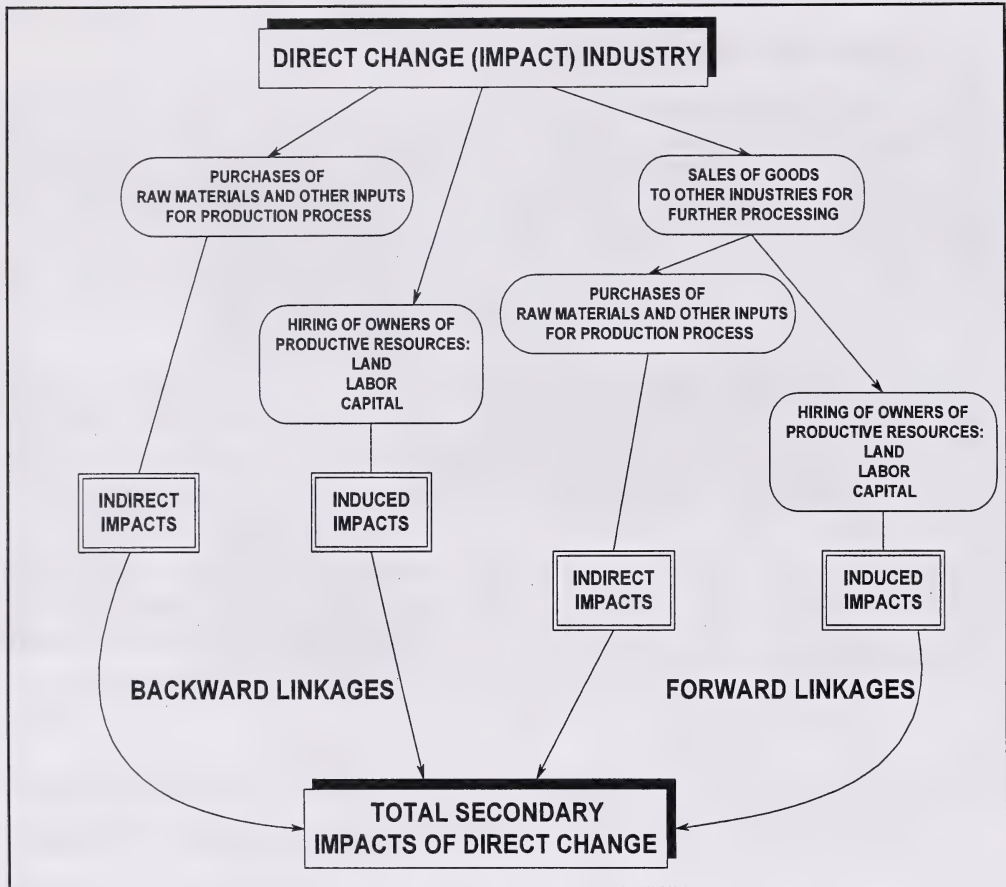 DIRECT CHANGE (IMPACT) INDUSTRY
PURCHASES OF
RAW MATERIALS AND OTHER INPUTS
FOR PRODUCTION PROCESS
SALES OF GOODS
TO OTHER INDUSTRIES FOR
FURTHER PROCESSING
HIRING OF OWNERS OF
PRODUCTIVE RESOURCES:
LAND
LABOR
CAPITAL
PURCHASES OF
RAW MATERIALS AND OTHER INPUTS
FOR PRODUCTION PROCESS
HIRING OF OWNERS OF
PRODUCTIVE RESOURCES:
LAND
LABOR
CAPITAL
INDIRECT
IMPACTS
INDUCED
IMPACTS
INDIRECT
IMPACTS
INDUCED
IMPACTS
BACKWARD LINKAGES
FORWARD LINKAGES
TOTAL SECONDARY
IMPACTS OF DIRECT CHANGE